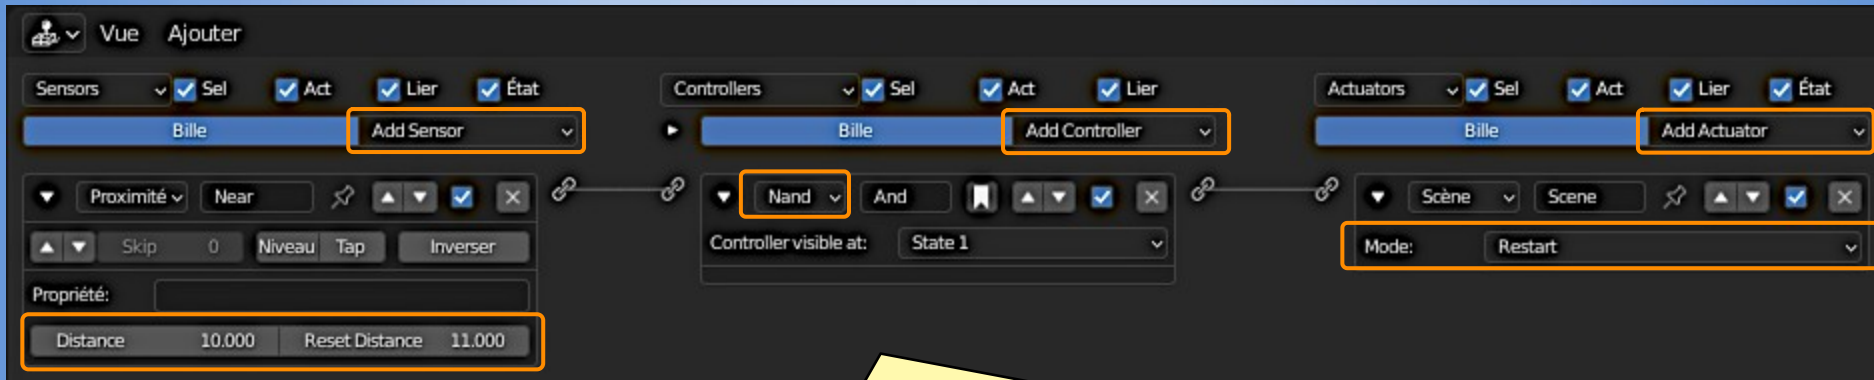 Vue Ajouter
Sensors Sel Act Lier État Controllers Sel Act Lier Actuators Sel Act Lier État
Bille Add Sensor Bille Add Controller Bille Add Actuator
Proximité Near Nand And Scène Scene
Skip 0 Niveau Tap Inverser Controller visible at: State 1 Mode: Restart
Propriété:
Distance 10.000 Reset Distance 11.000